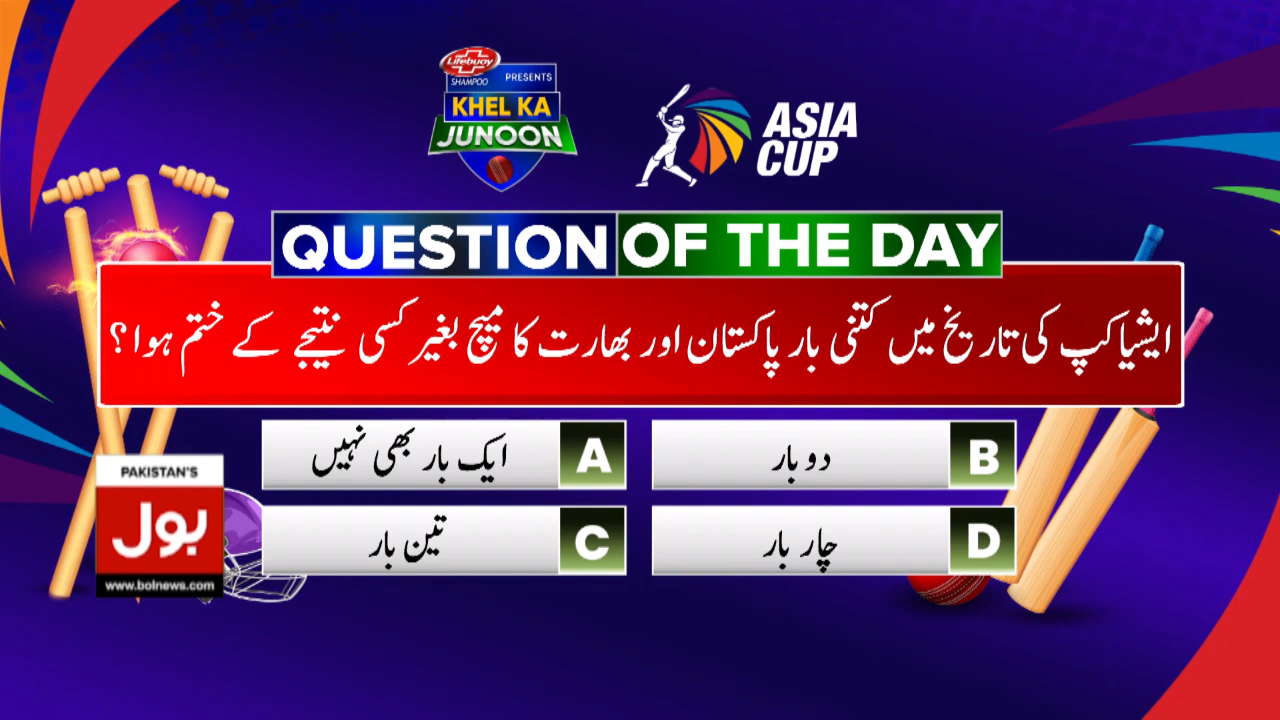 Lifebuoy
SHAMPOO
PRESENTS
KHEL KA
JUNOON
ASIA
CUP
QUESTION OF THE DAY
ایشیاکپ کی تاریخ میں کتنی بار پاکستان اور بھارت کا میچ بغیر کسی نتیجے کے ختم ہوا؟
ایک بار بھی نہیں A
دو بار B
تین بار C
چار بار D
PAKISTAN'S
بول
www.bolnews.com